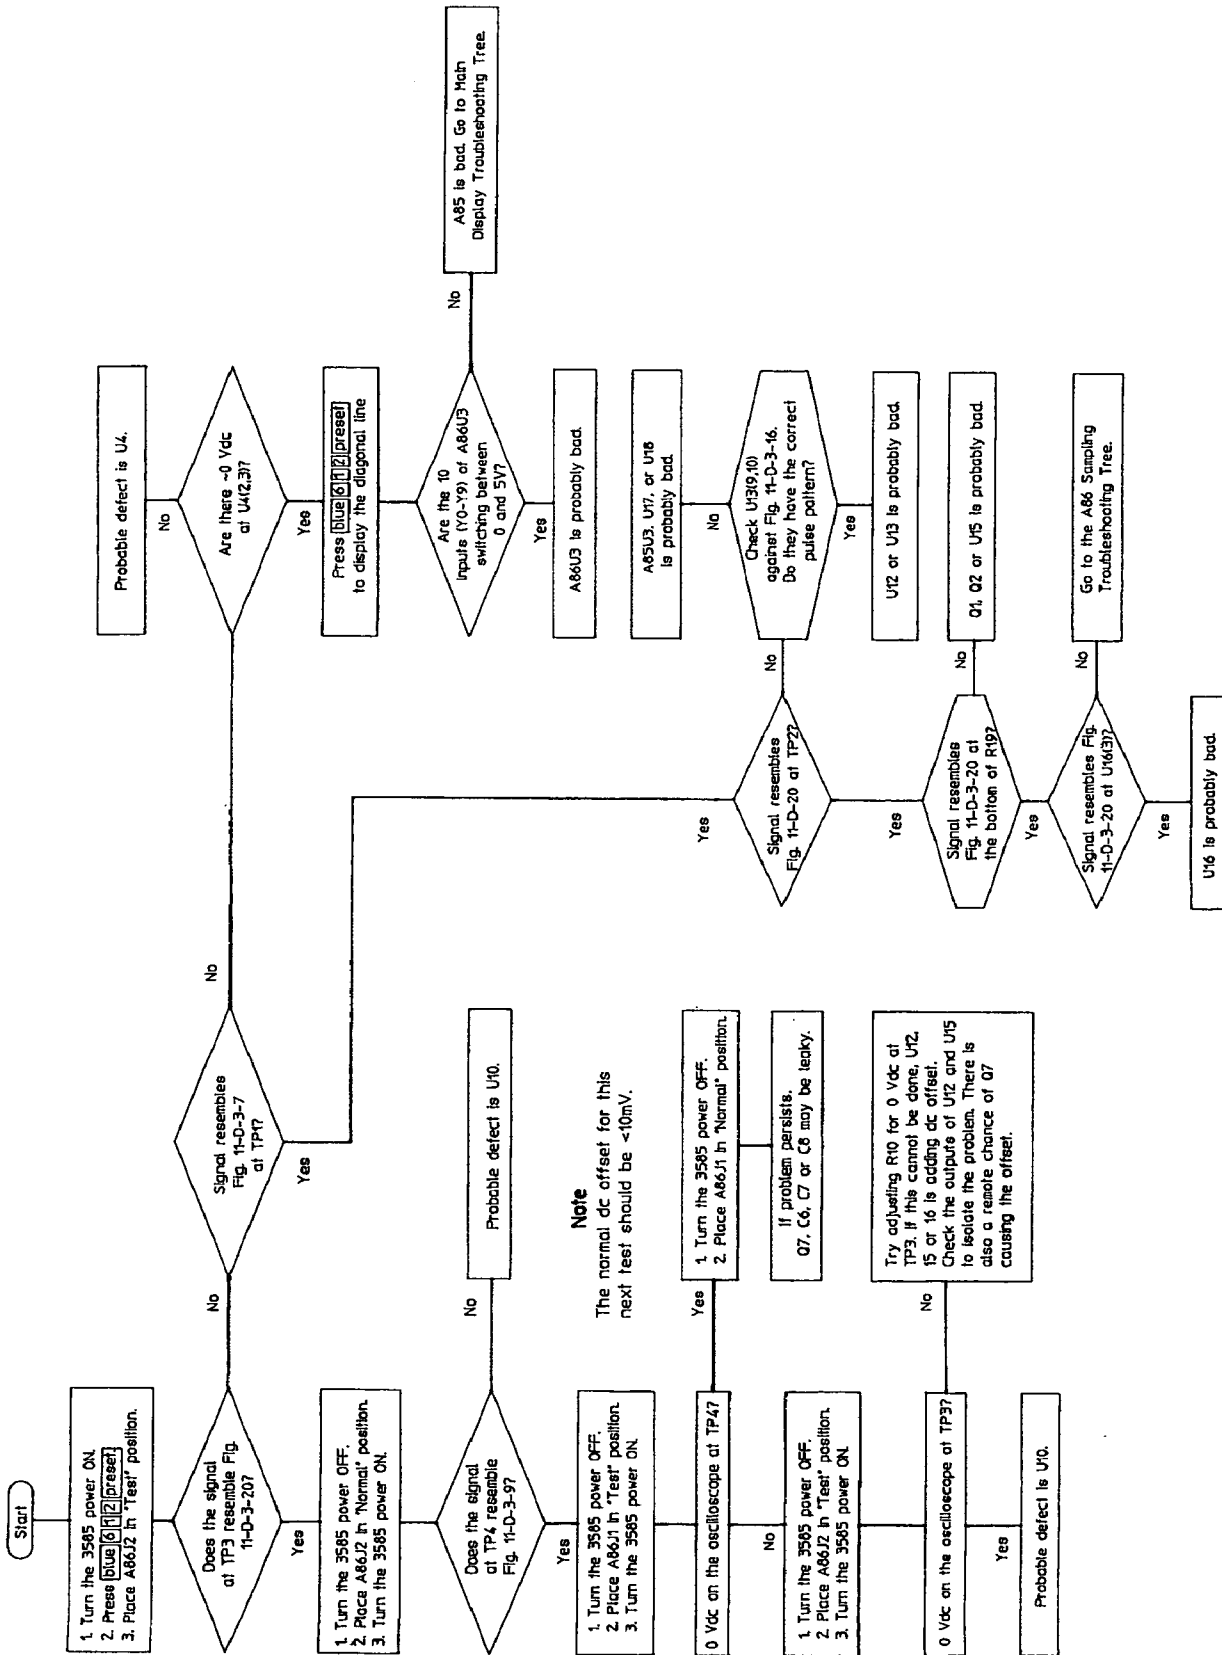 Start
1. Turn the 3585 power ON.
2. Press blue 6 1 2 preset.
3. Place A86J2 in "Test" position.
Does the signal
at TP3 resemble Fig.
11-D-3-20?
No
Yes
1. Turn the 3585 power OFF.
2. Place A86J2 in "Normal" position.
3. Turn the 3585 power ON.
Does the signal
at TP4 resemble
Fig. 11-D-3-9?
No
Probable defect is U10.
Yes
Note
The normal dc offset for this
next test should be <10mV.
1. Turn the 3585 power OFF.
2. Place A86J1 in "Test" position.
3. Turn the 3585 power ON.
0 Vdc on the oscilloscope at TP4?
Yes
1. Turn the 3585 power OFF.
2. Place A86J1 in "Normal" position.
If problem persists.
Q7, C6, C7 or C8 may be leaky.
No
1. Turn the 3585 power OFF.
2. Place A86J2 in "Test" position.
3. Turn the 3585 power ON.
0 Vdc on the oscilloscope at TP3?
No
Try adjusting R10 for 0 Vdc at
TP3. If this cannot be done, U12,
15 or 16 is adding dc offset.
Check the outputs of U12 and U15
to isolate the problem. There is
also a remote chance of Q7
causing the offset.
Yes
Probable defect is U10.
Signal resembles
Fig. 11-D-3-7
at TP1?
No
Yes
Probable defect is U4.
No
Are there ~0 Vdc
at U4(2,3)?
Yes
Press blue 6 1 2 preset
to display the diagonal line
Are the 10
inputs (Y0-Y9) of A86U3
switching between
0 and 5V?
No
A85 is bad. Go to Main
Display Troubleshooting Tree.
Yes
A86U3 is probably bad.
Yes
Signal resembles
Fig. 11-D-20 at TP2?
No
Check U13(9,10)
against Fig. 11-D-3-16.
Do they have the correct
pulse pattern?
No
A85U3, U17, or U18
is probably bad.
Yes
U12 or U13 is probably bad.
Yes
Signal resembles
Fig. 11-D-3-20 at
the bottom of R19?
No
Q1, Q2 or U15 is probably bad.
Yes
Signal resembles Fig.
11-D-3-20 at U16(3)?
No
Go to the A86 Sampling
Troubleshooting Tree.
Yes
U16 is probably bad.